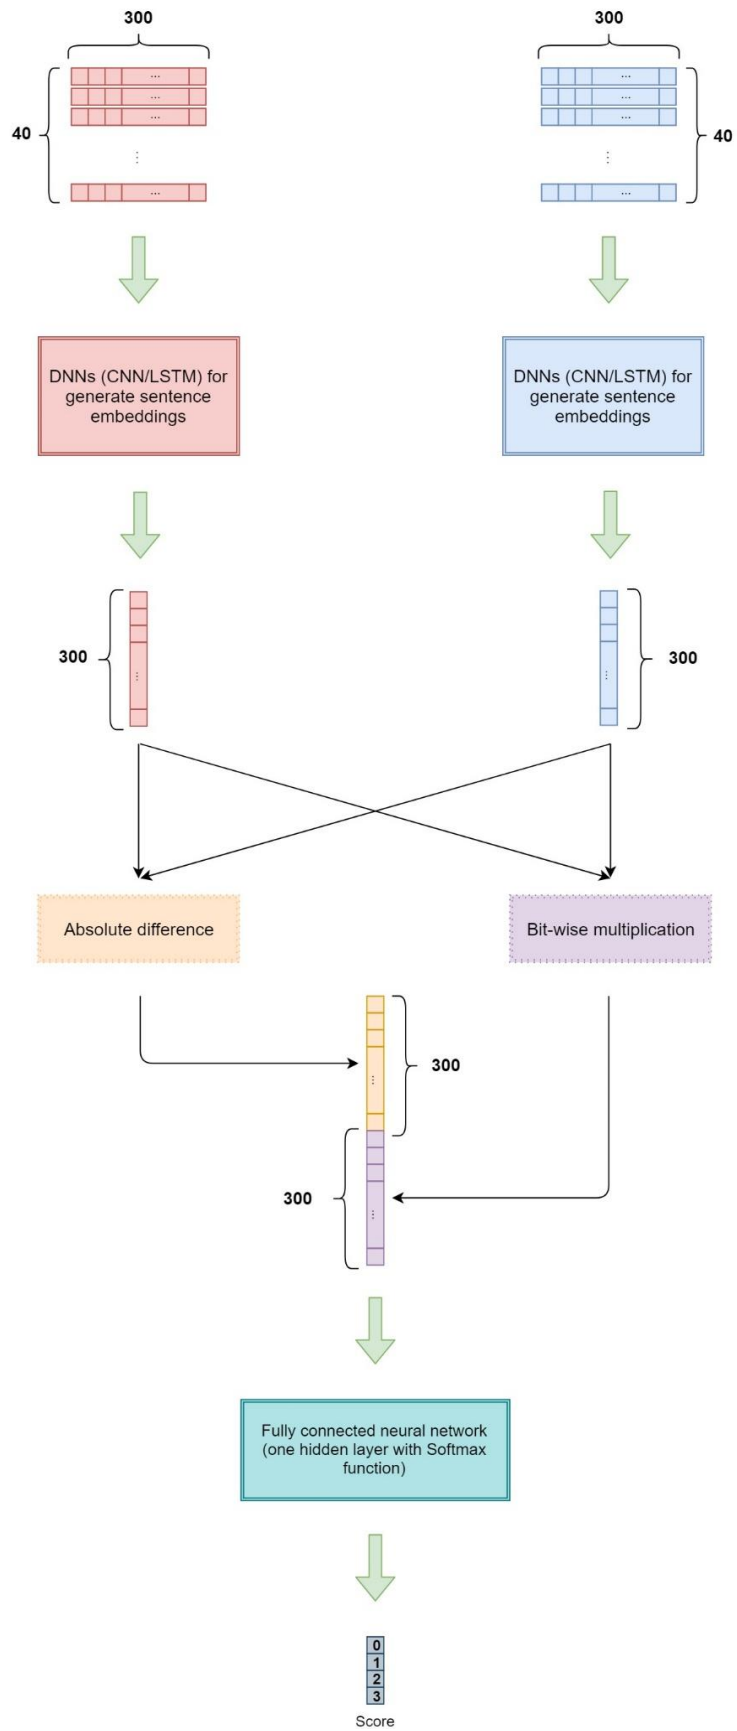 300
300
...
...
...
...
...
...
40
40
...
...
...
...
DNNs (CNN/LSTM) for
generate sentence
embeddings
DNNs (CNN/LSTM) for
generate sentence
embeddings
300
...
...
300
Absolute difference
Bit-wise multiplication
...
300
300
...
Fully connected neural network
(one hidden layer with Softmax
function)
0
1
2
3
Score